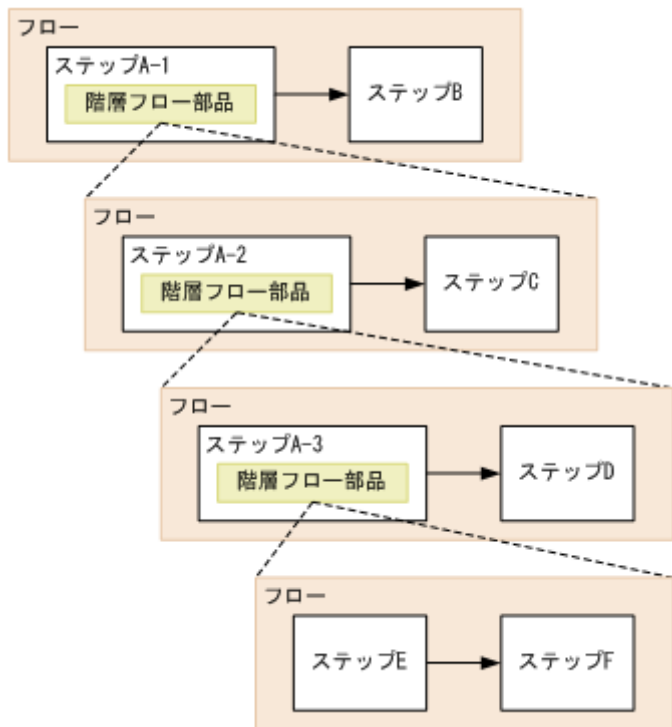 フロー
ステップA-1
階層フロー部品
ステップB
フロー
ステップA-2
階層フロー部品
ステップC
フロー
ステップA-3
階層フロー部品
ステップD
フロー
ステップE
ステップF